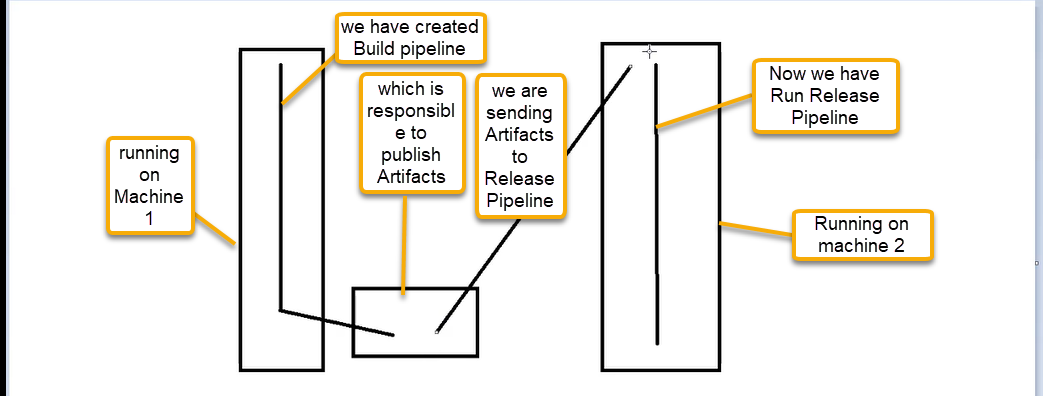 we have created
Build pipeline
which is
responsibl
e to
publish
Artifacts
we are
sending
Artifacts
to
Release
Pipeline
Now we have
Run Release
Pipeline
running
on
Machine
1
Running on
machine 2